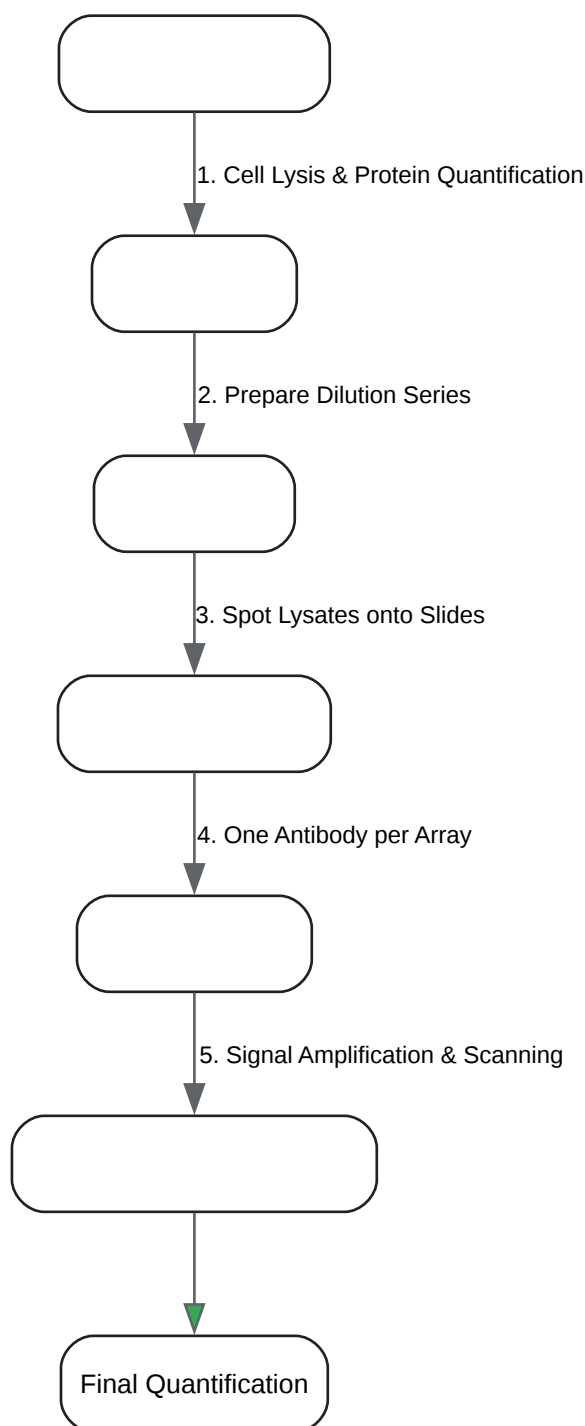 1. Cell Lysis & Protein Quantification
2. Prepare Dilution Series
3. Spot Lysates onto Slides
4. One Antibody per Array
5. Signal Amplification & Scanning
Final Quantification